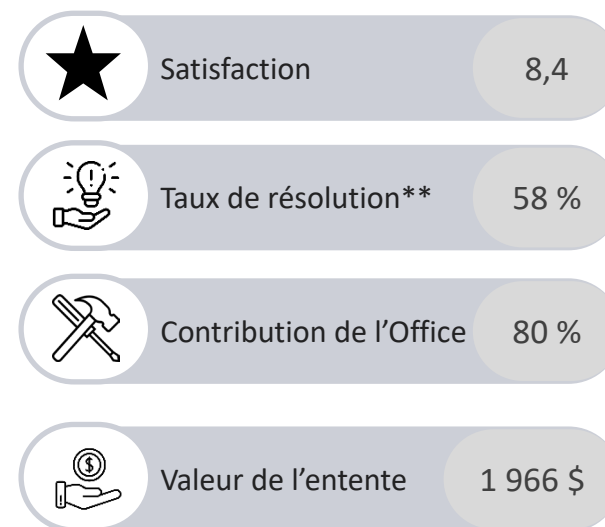 Satisfaction 8,4
Taux de résolution** 58 %
Contribution de l’Office 80 %
Valeur de l’entente 1 966 $